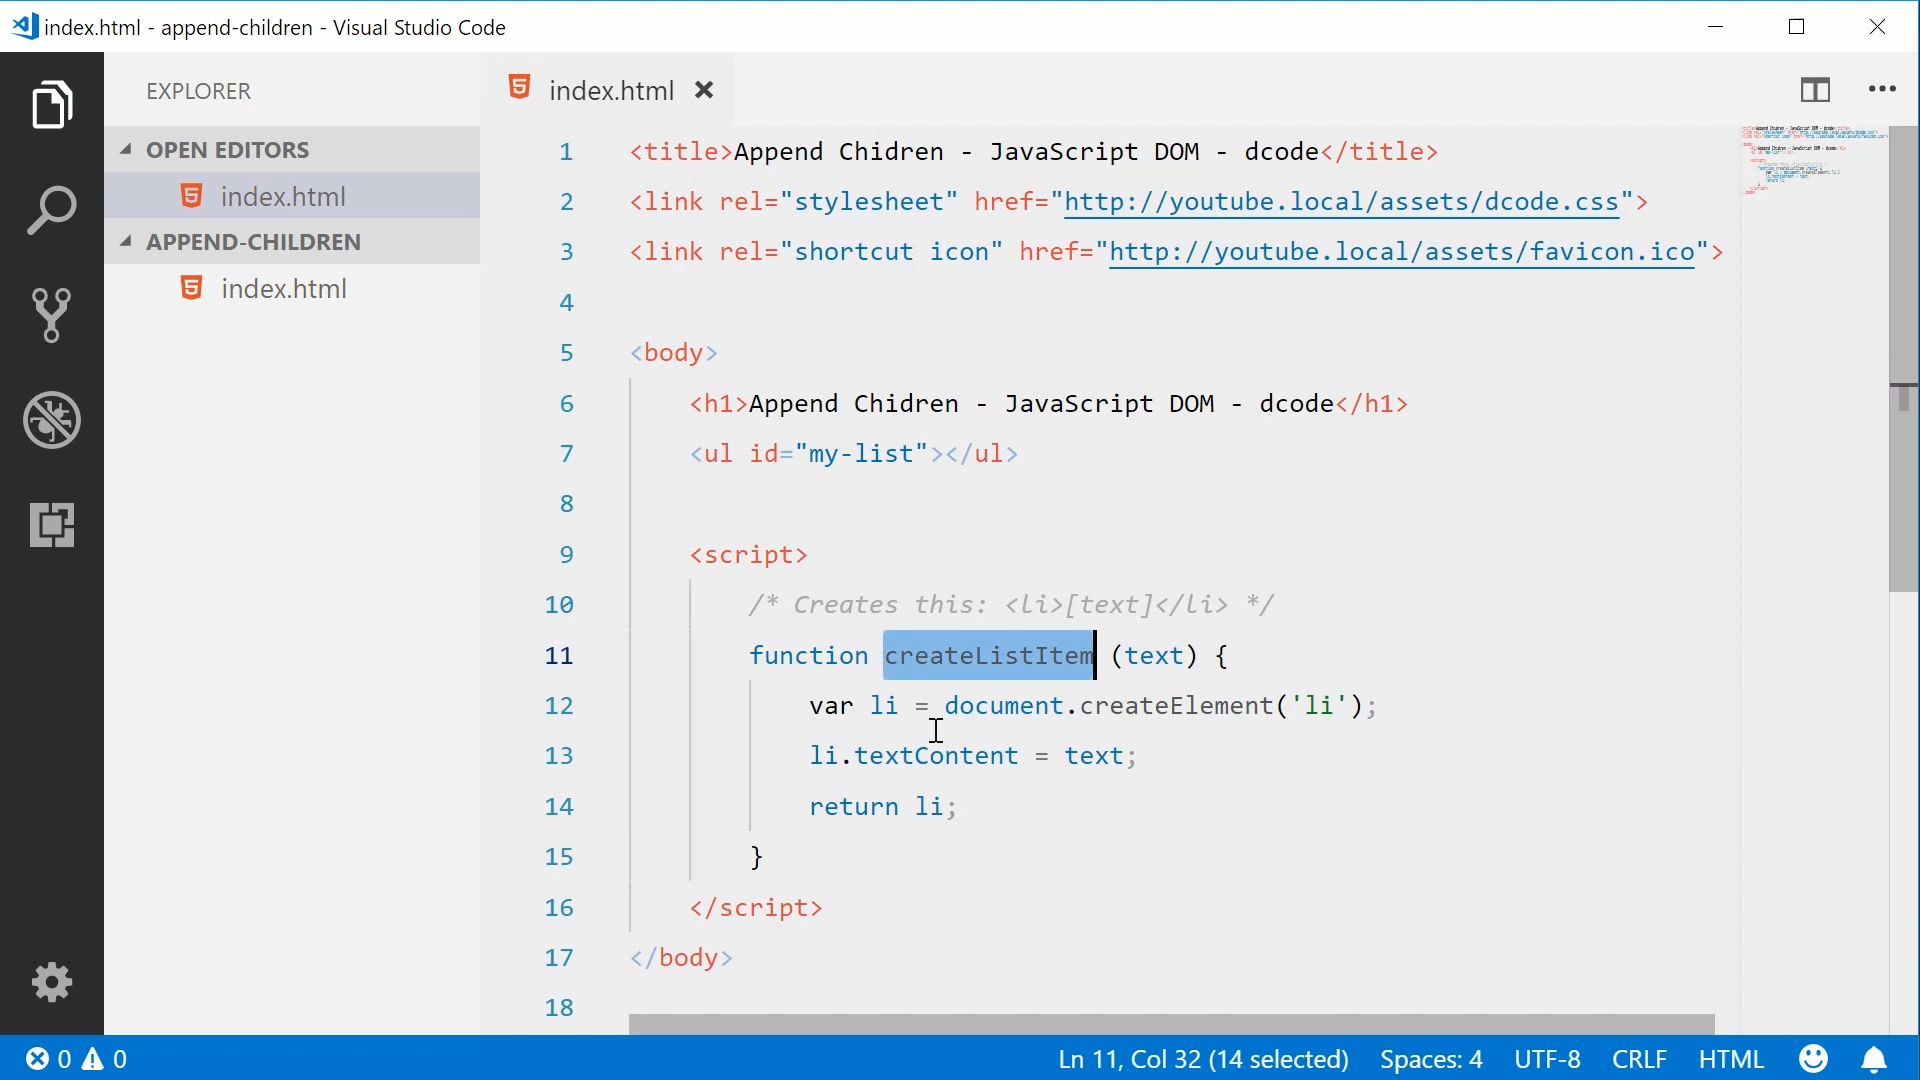 index.html - append-children - Visual Studio Code
EXPLORER
OPEN EDITORS
index.html
APPEND-CHILDREN
index.html
index.html
1 <title>Append Chidren - JavaScript DOM - dcode</title>
2 <link rel="stylesheet" href="http://youtube.local/assets/dcode.css">
3 <link rel="shortcut icon" href="http://youtube.local/assets/favicon.ico">
4
5 <body>
6 <h1>Append Chidren - JavaScript DOM - dcode</h1>
7 <ul id="my-list"></ul>
8
9 <script>
10 /* Creates this: <li>[text]</li> */
11 function createListItem (text) {
12 var li = document.createElement('li');
13 li.textContent = text;
14 return li;
15 }
16 </script>
17 </body>
18
0 0
Ln 11, Col 32 (14 selected) Spaces: 4 UTF-8 CRLF HTML